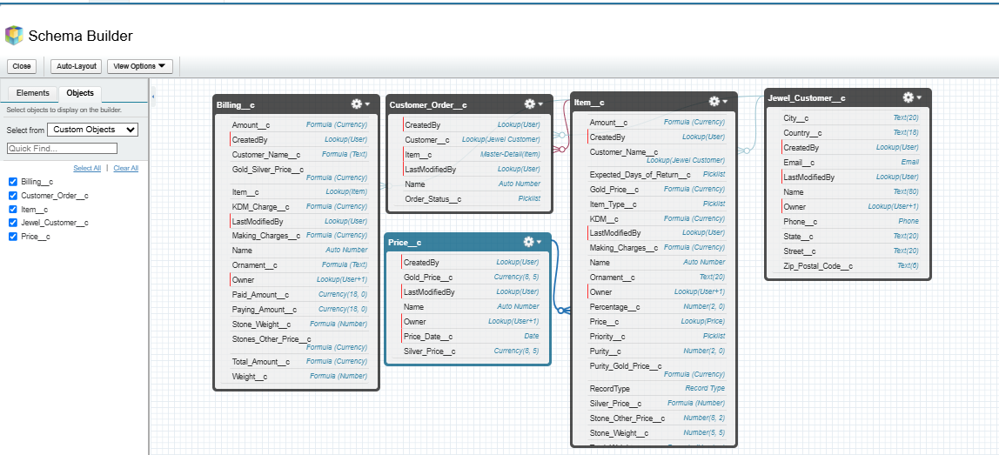 Schema Builder
Close
Auto-Layout
View Options
Elements
Objects
Select objects to display on the builder.
Select from
Custom Objects
Quick Find...
Select All | Clear All
Billing__c
Customer_Order__c
Item__c
Jewel_Customer__c
Price__c
Billing__c
Amount__c Formula (Currency)
CreatedBy Lookup(User)
Customer_Name__c Formula (Text)
Gold_Silver_Price__c
Formula (Currency)
Item__c Lookup(Item)
KDM_Charge__c Formula (Currency)
LastModifiedBy Lookup(User)
Making_Charges__c Formula (Currency)
Name Auto Number
Ornament__c Formula (Text)
Owner Lookup(User+1)
Paid_Amount__c Currency(18, 0)
Paying_Amount__c Currency(18, 0)
Stone_Weight__c Formula (Number)
Stones_Other_Price__c
Formula (Currency)
Total_Amount__c Formula (Currency)
Weight__c Formula (Number)
Customer_Order__c
CreatedBy Lookup(User)
Customer__c Lookup(Jewel Customer)
Item__c Master-Detail(Item)
LastModifiedBy Lookup(User)
Name Auto Number
Order_Status__c Picklist
Price__c
CreatedBy Lookup(User)
Gold_Price__c Currency(8, 5)
LastModifiedBy Lookup(User)
Name Auto Number
Owner Lookup(User+1)
Price_Date__c Date
Silver_Price__c Currency(8, 5)
Item__c
Amount__c Formula (Currency)
CreatedBy Lookup(User)
Customer_Name__c
Lookup(Jewel Customer)
Expected_Days_of_Return__c Picklist
Gold_Price__c Formula (Currency)
Item_Type__c Picklist
KDM__c Formula (Currency)
LastModifiedBy Lookup(User)
Making_Charges__c Formula (Currency)
Name Auto Number
Ornament__c Text(20)
Owner Lookup(User+1)
Percentage__c Number(2, 0)
Price__c Lookup(Price)
Priority__c Picklist
Purity__c Number(2, 0)
Purity_Gold_Price__c
Formula (Currency)
RecordType Record Type
Silver_Price__c Formula (Number)
Stone_Other_Price__c Number(8, 2)
Stone_Weight__c Number(5, 5)
Jewel_Customer__c
City__c Text(20)
Country__c Text(18)
CreatedBy Lookup(User)
Email__c Email
LastModifiedBy Lookup(User)
Name Text(80)
Owner Lookup(User+1)
Phone__c Phone
State__c Text(20)
Street__c Text(20)
Zip_Postal_Code__c Text(6)